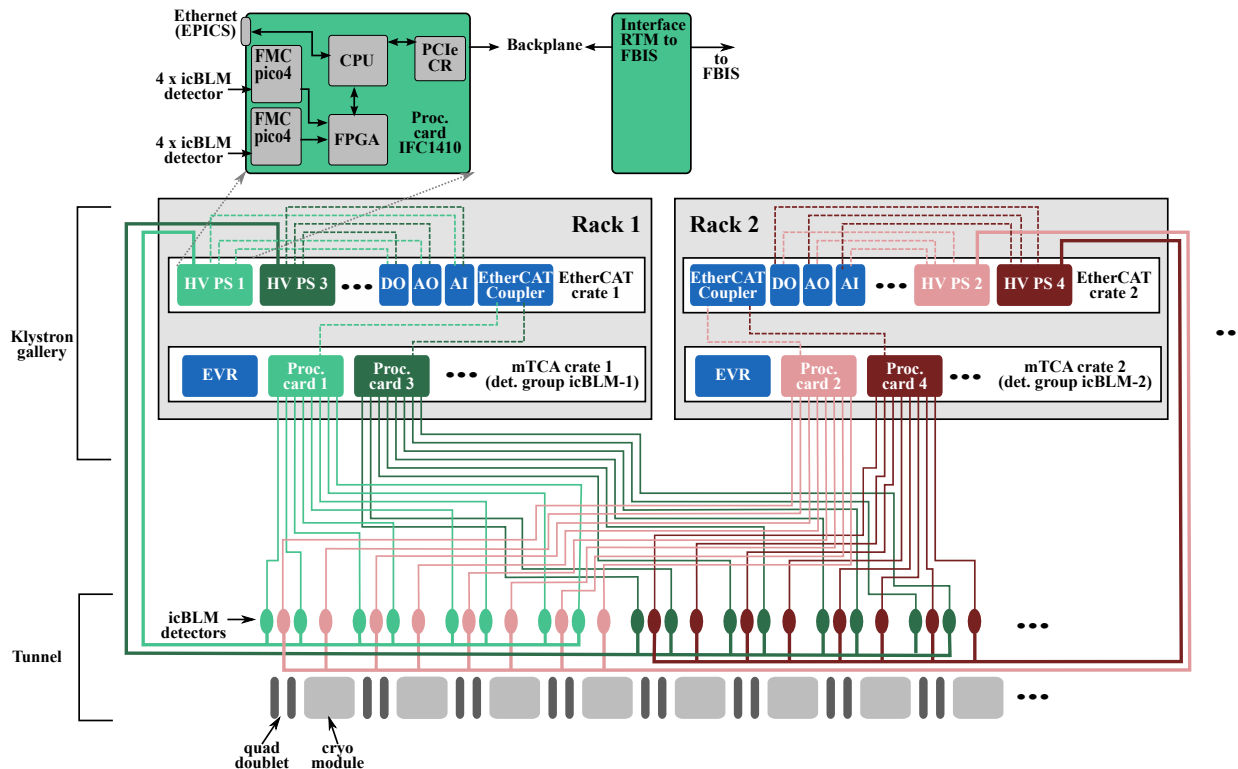 Ethernet
(EPICS)
FMC
pico4
CPU
PCIe
CR
Backplane
Interface
RTM to
FBIS
to
FBIS
4 x icBLM
detector
FMC
pico4
FPGA
Proc.
card
IFC1410
4 x icBLM
detector
Rack 1
Rack 2
HV PS 1
HV PS 3
DO
AO
AI
EtherCAT
Coupler
EtherCAT
crate 1
EtherCAT
Coupler
DO
AO
AI
HV PS 2
HV PS 4
EtherCAT
crate 2
Klystron
gallery
EVR
Proc.
card 1
Proc.
card 3
mTCA crate 1
(det. group icBLM-1)
EVR
Proc.
card 2
Proc.
card 4
mTCA crate 2
(det. group icBLM-2)
icBLM
detectors
Tunnel
quad
doublet
cryo
module